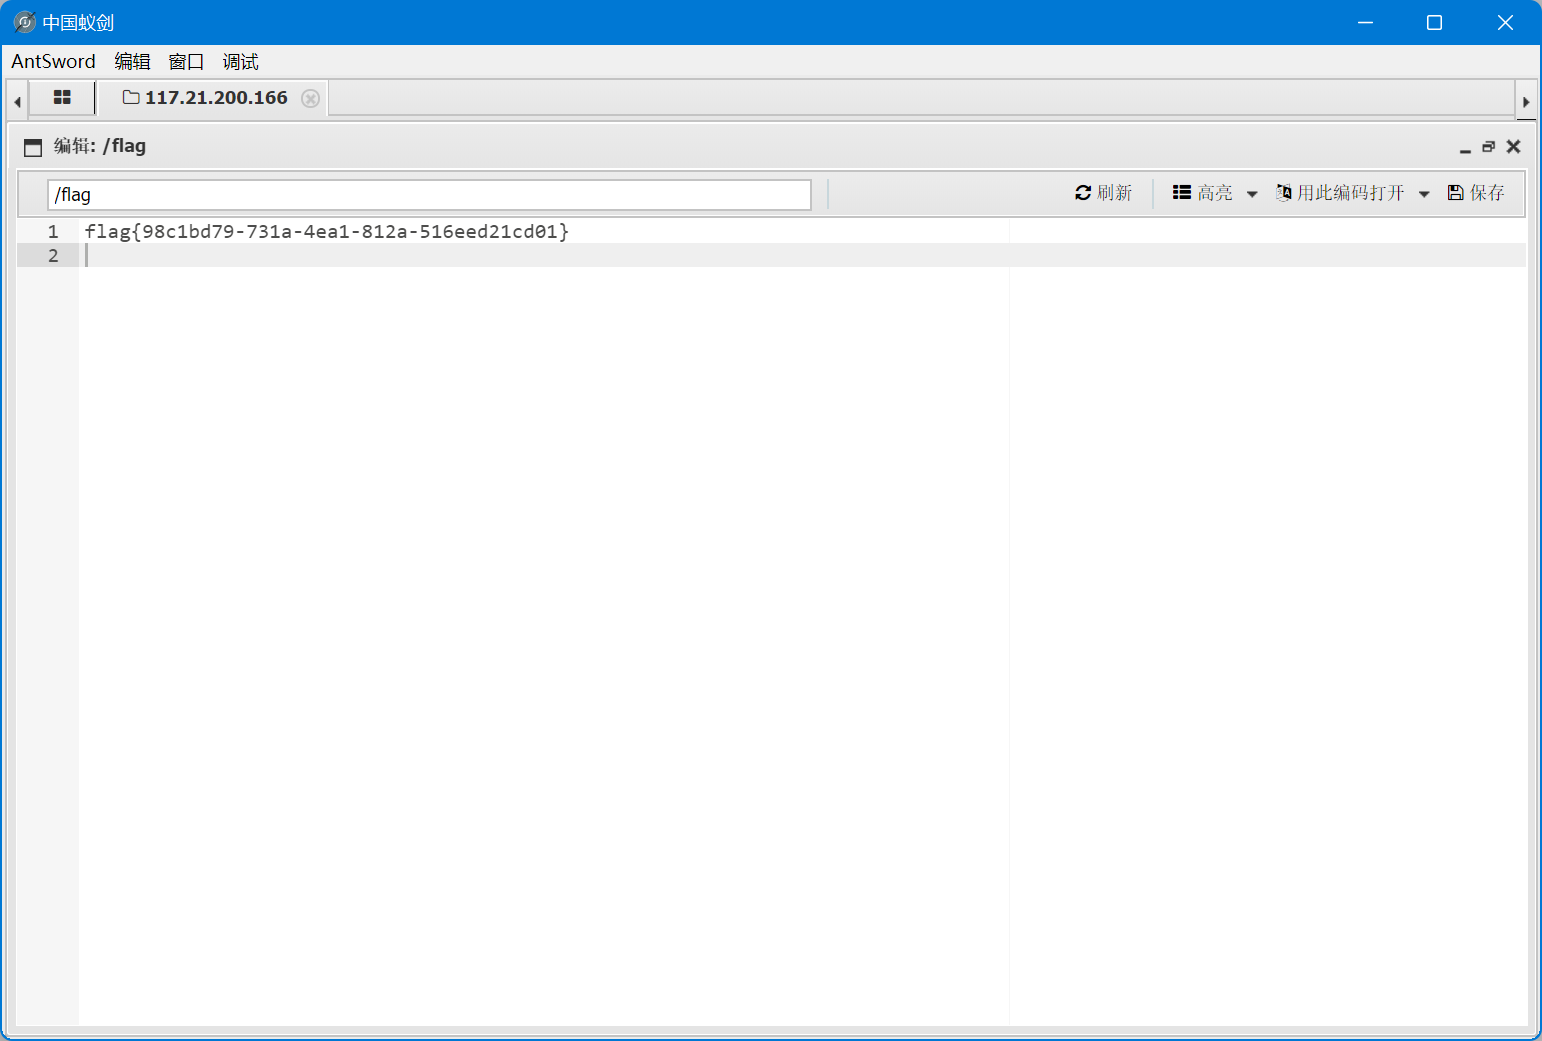 中国蚁剑
AntSword 编辑 窗口 调试
117.21.200.166
编辑: /flag
/flag 刷新 高亮 用此编码打开 保存
1 flag{98c1bd79-731a-4ea1-812a-516eed21cd01}
2